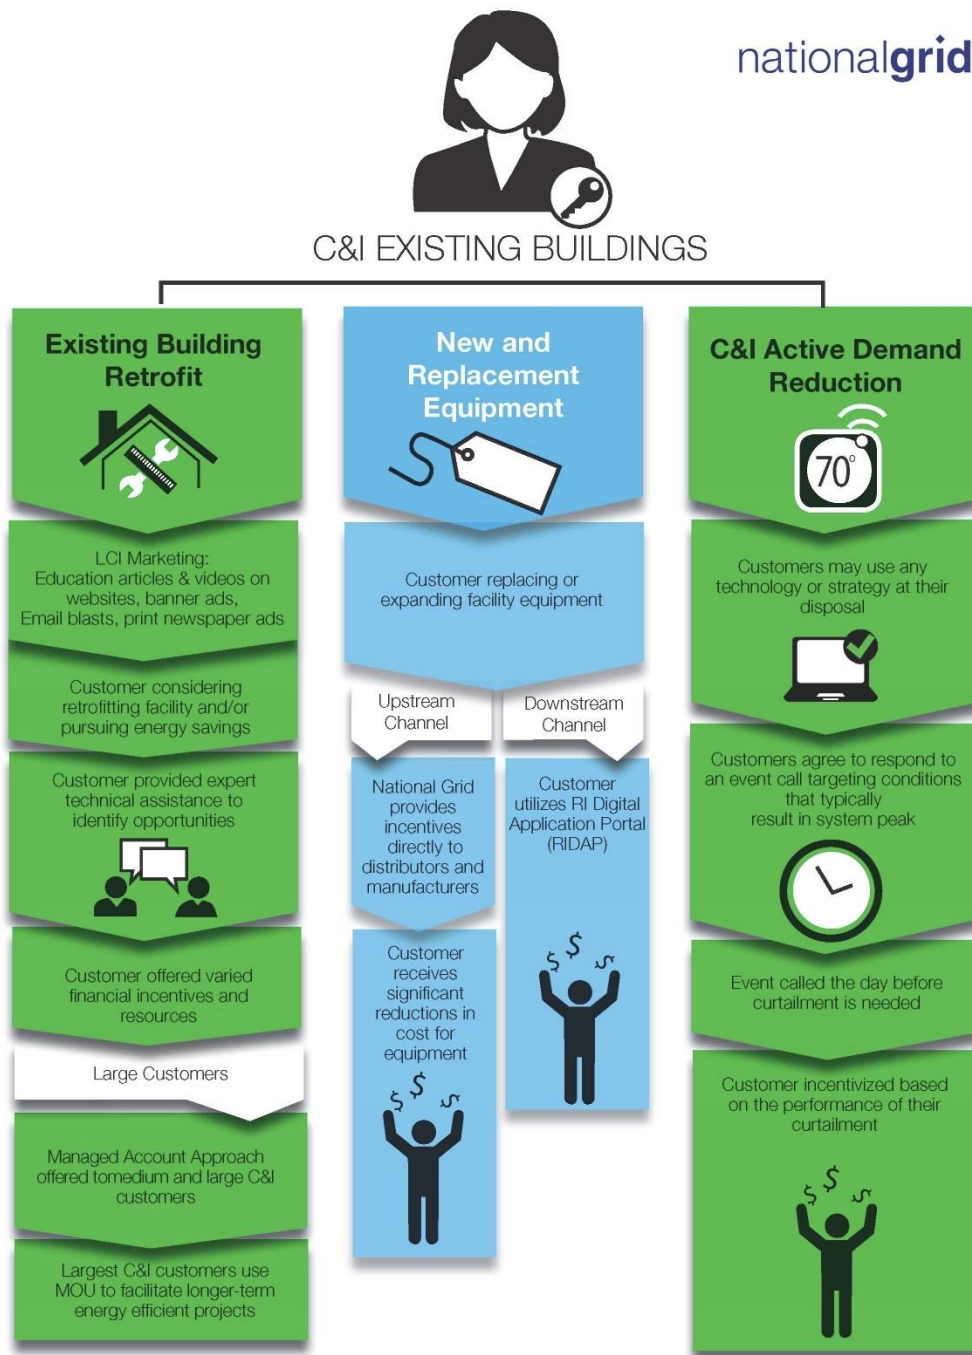 nationalgrid
C&I EXISTING BUILDINGS
Existing Building
Retrofit
LCI Marketing:
Education articles & videos on
websites, banner ads,
Email blasts, print newspaper ads
Customer considering
retrofitting facility and/or
pursuing energy savings
Customer provided expert
technical assistance to
identify opportunities
Customer offered varied
financial incentives and
resources
Large Customers
Managed Account Approach
offered tomedium and large C&I
customers
Largest C&I customers use
MOU to facilitate longer-term
energy efficient projects
New and
Replacement
Equipment
Customer replacing or
expanding facility equipment
Upstream
Channel
National Grid
provides
incentives
directly to
distributors and
manufacturers
Customer
receives
significant
reductions in
cost for
equipment
$ $ $
Downstream
Channel
Customer
utilizes RI Digital
Application Portal
(RIDAP)
$ $ $
C&I Active Demand
Reduction
70°
Customers may use any
technology or strategy at their
disposal
Customers agree to respond to
an event call targeting conditions
that typically
result in system peak
Event called the day before
curtailment is needed
Customer incentivized based
on the performance of their
curtailment
$ $ $